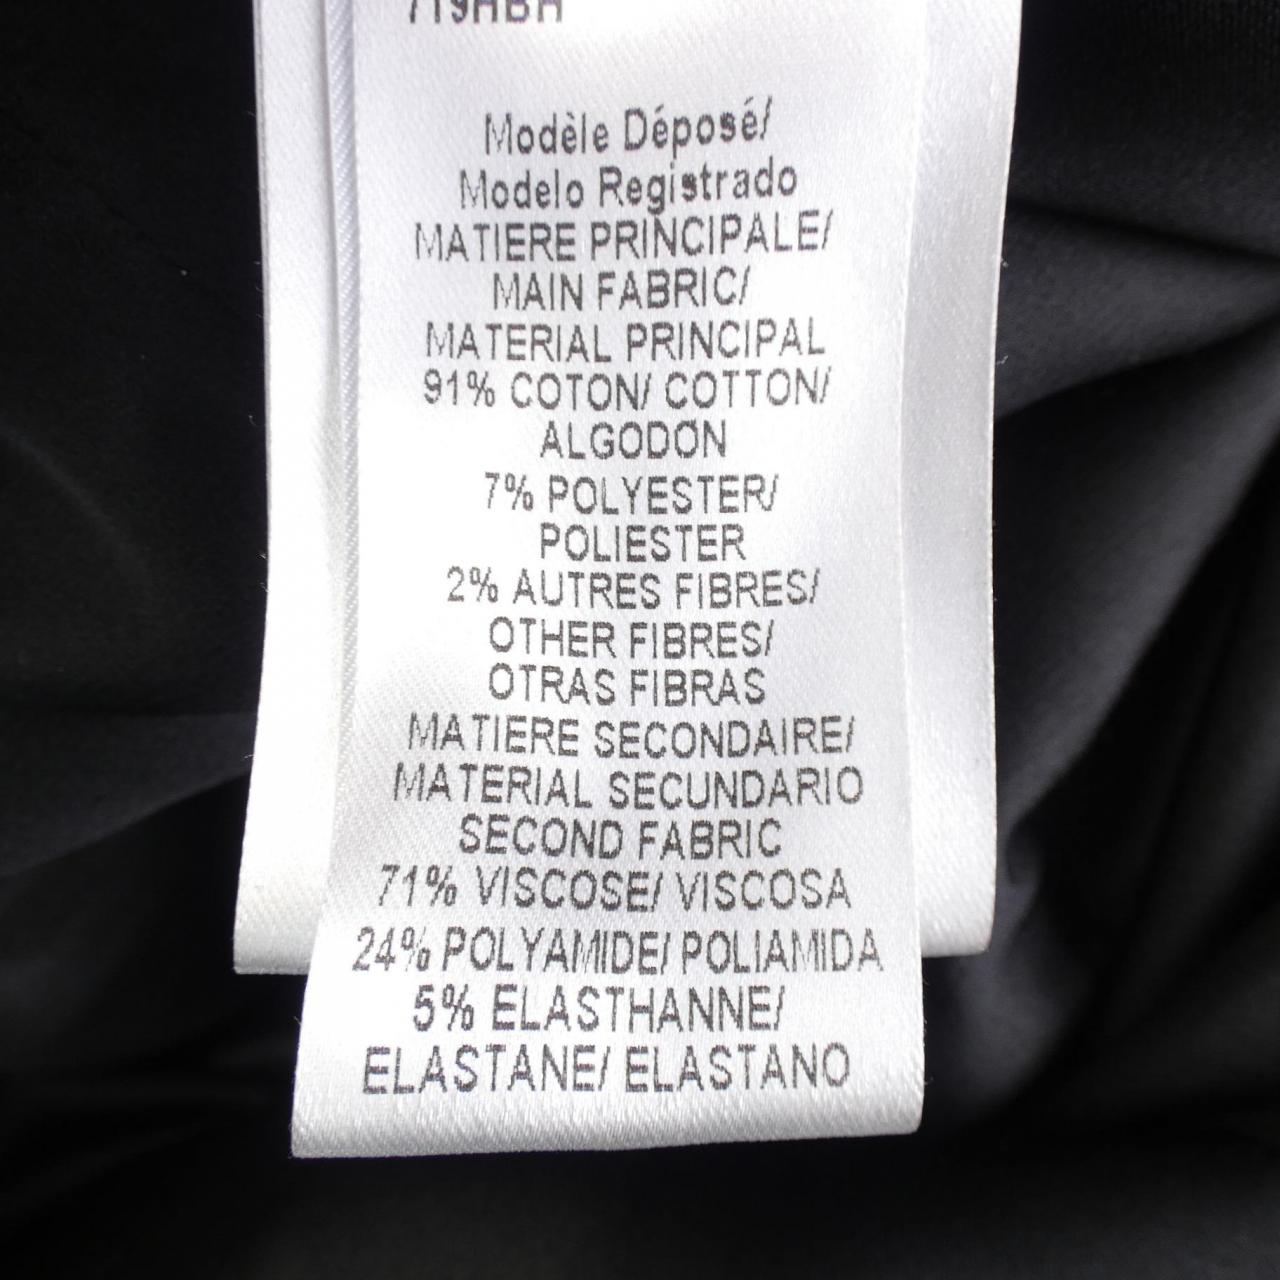 719HBH
Modèle Déposé/
Modelo Registrado
MATIERE PRINCIPALE/
MAIN FABRIC/
MATERIAL PRINCIPAL
91% COTON/ COTTON/
ALGODÓN
7% POLYESTER/
POLIESTER
2% AUTRES FIBRES/
OTHER FIBRES/
OTRAS FIBRAS
MATIERE SECONDAIRE/
MATERIAL SECUNDARIO
SECOND FABRIC
71% VISCOSE/ VISCOSA
24% POLYAMIDE/ POLIAMIDA
5% ELASTHANNE/
ELASTANE/ ELASTANO